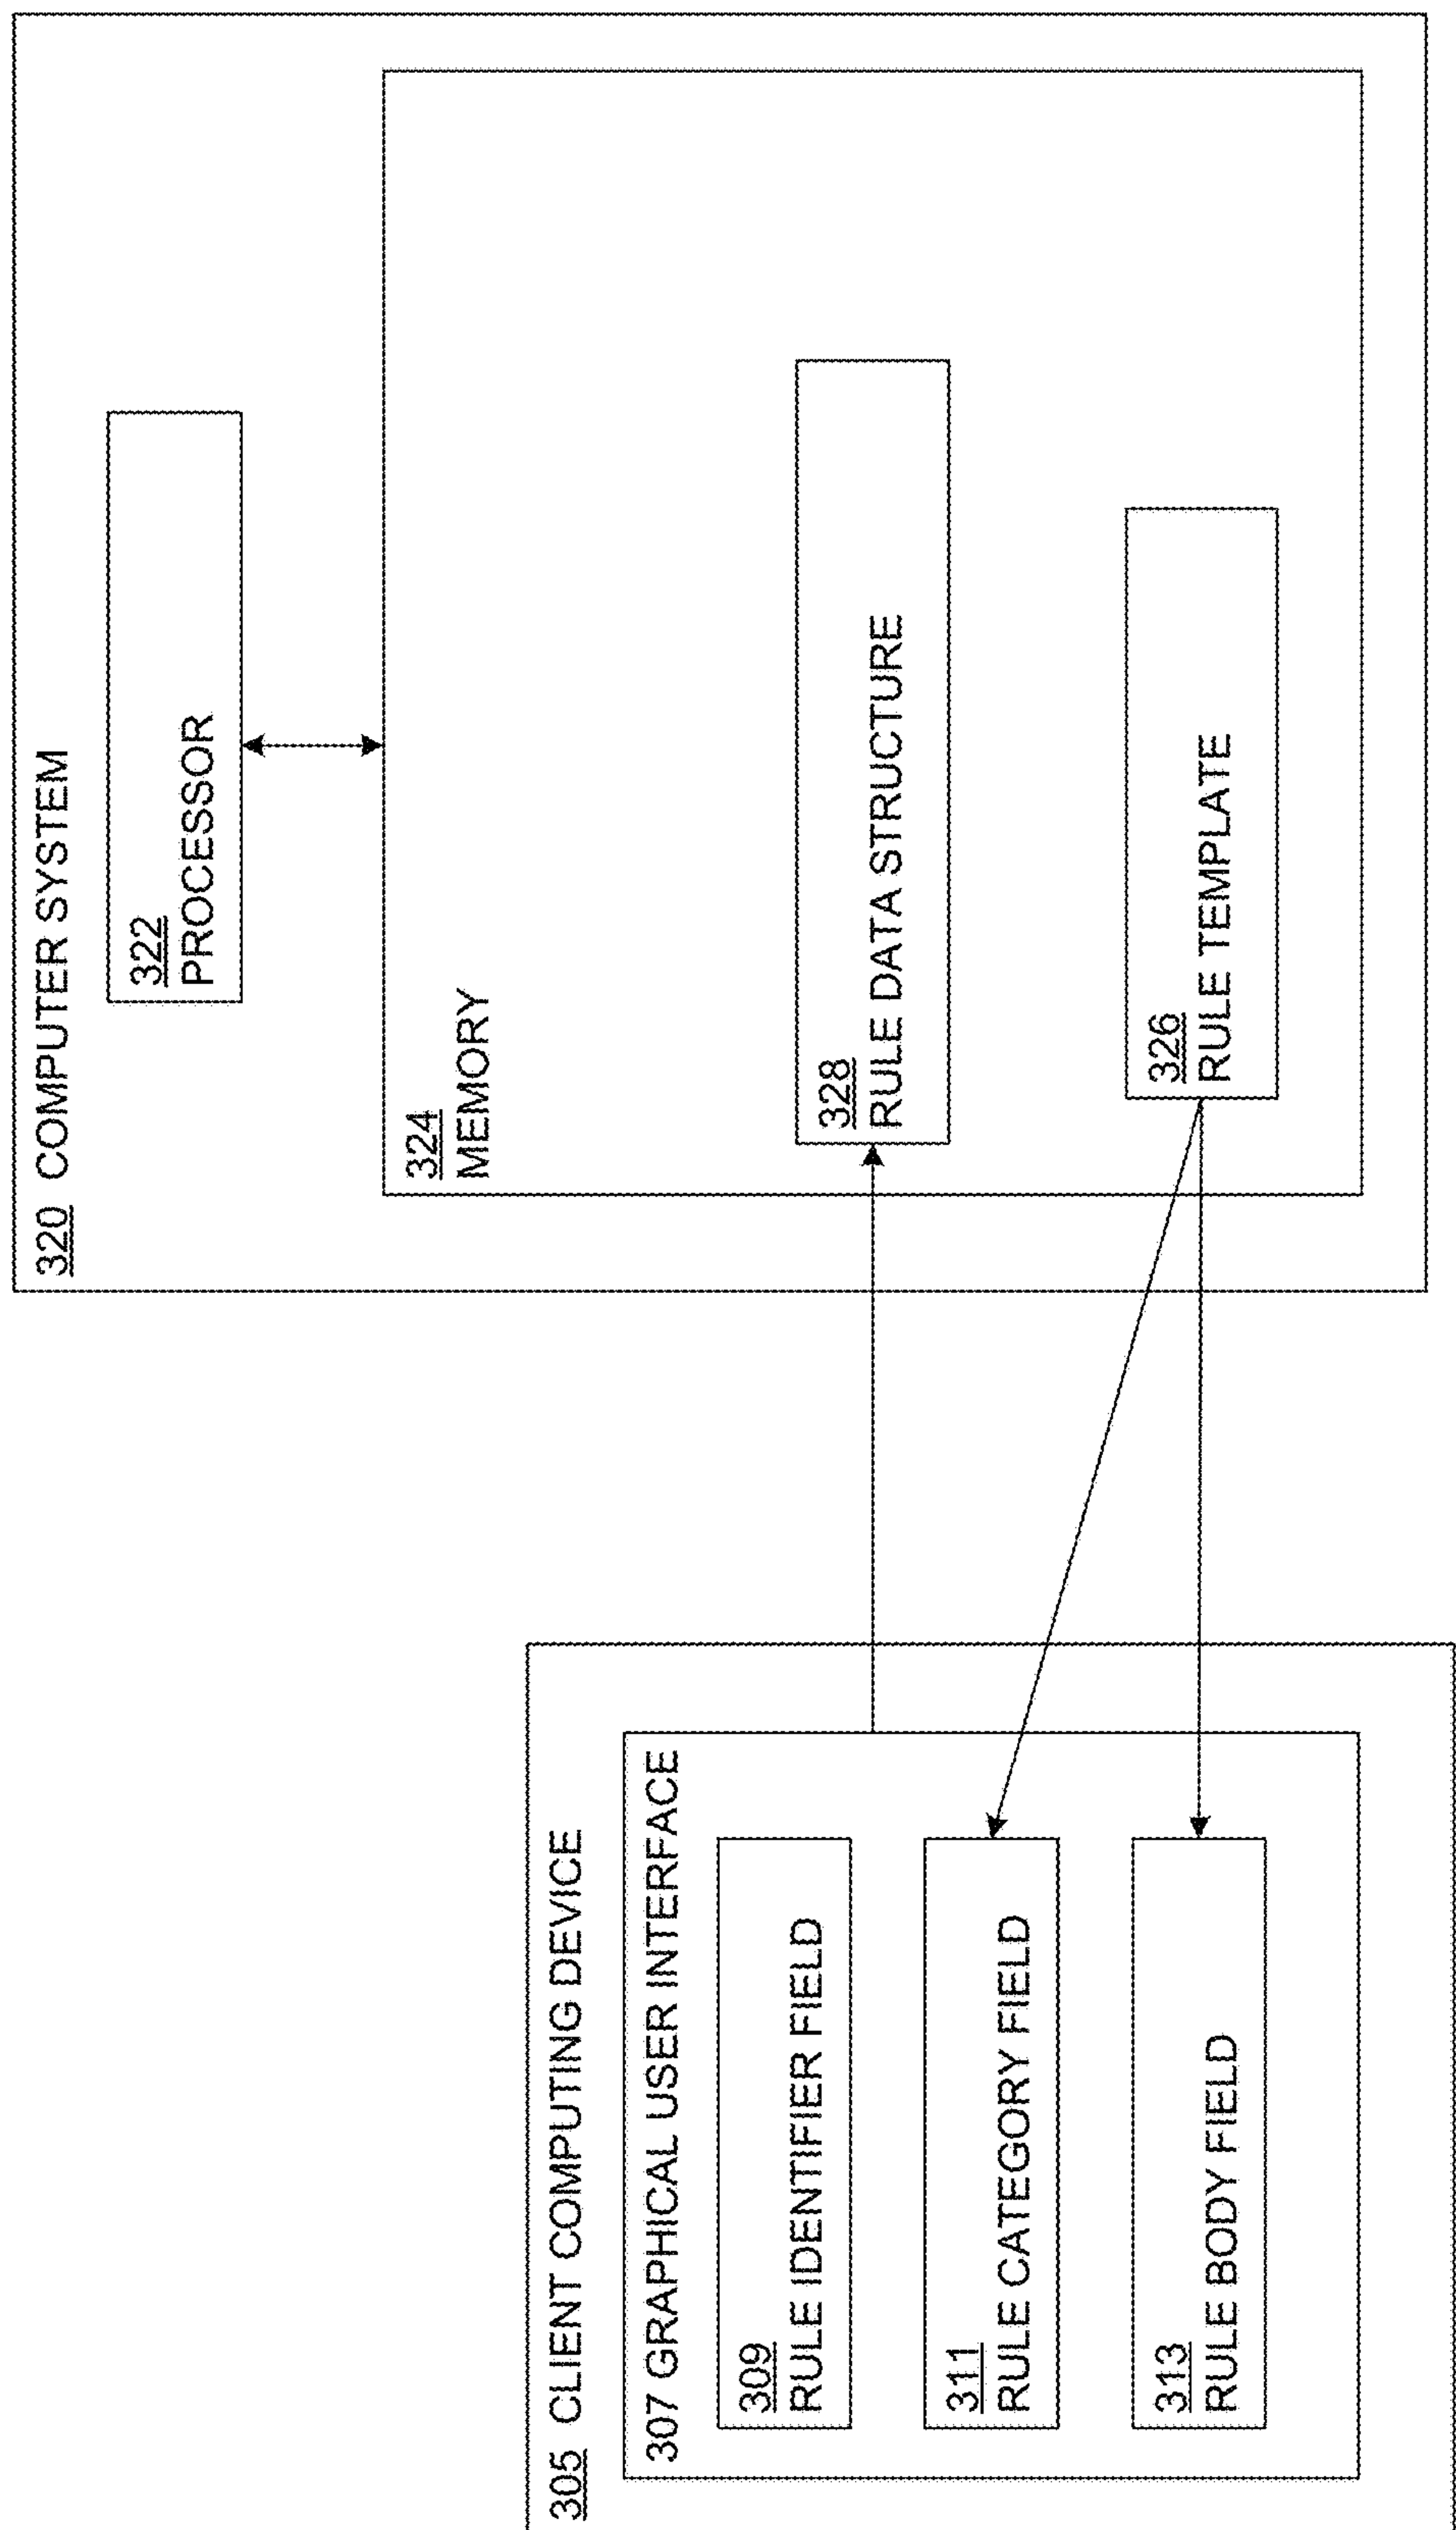 305 CLIENT COMPUTING DEVICE
307 GRAPHICAL USER INTERFACE
309
RULE IDENTIFIER FIELD
311
RULE CATEGORY FIELD
313
RULE BODY FIELD
320 COMPUTER SYSTEM
322
PROCESSOR
324
MEMORY
328
RULE DATA STRUCTURE
326
RULE TEMPLATE